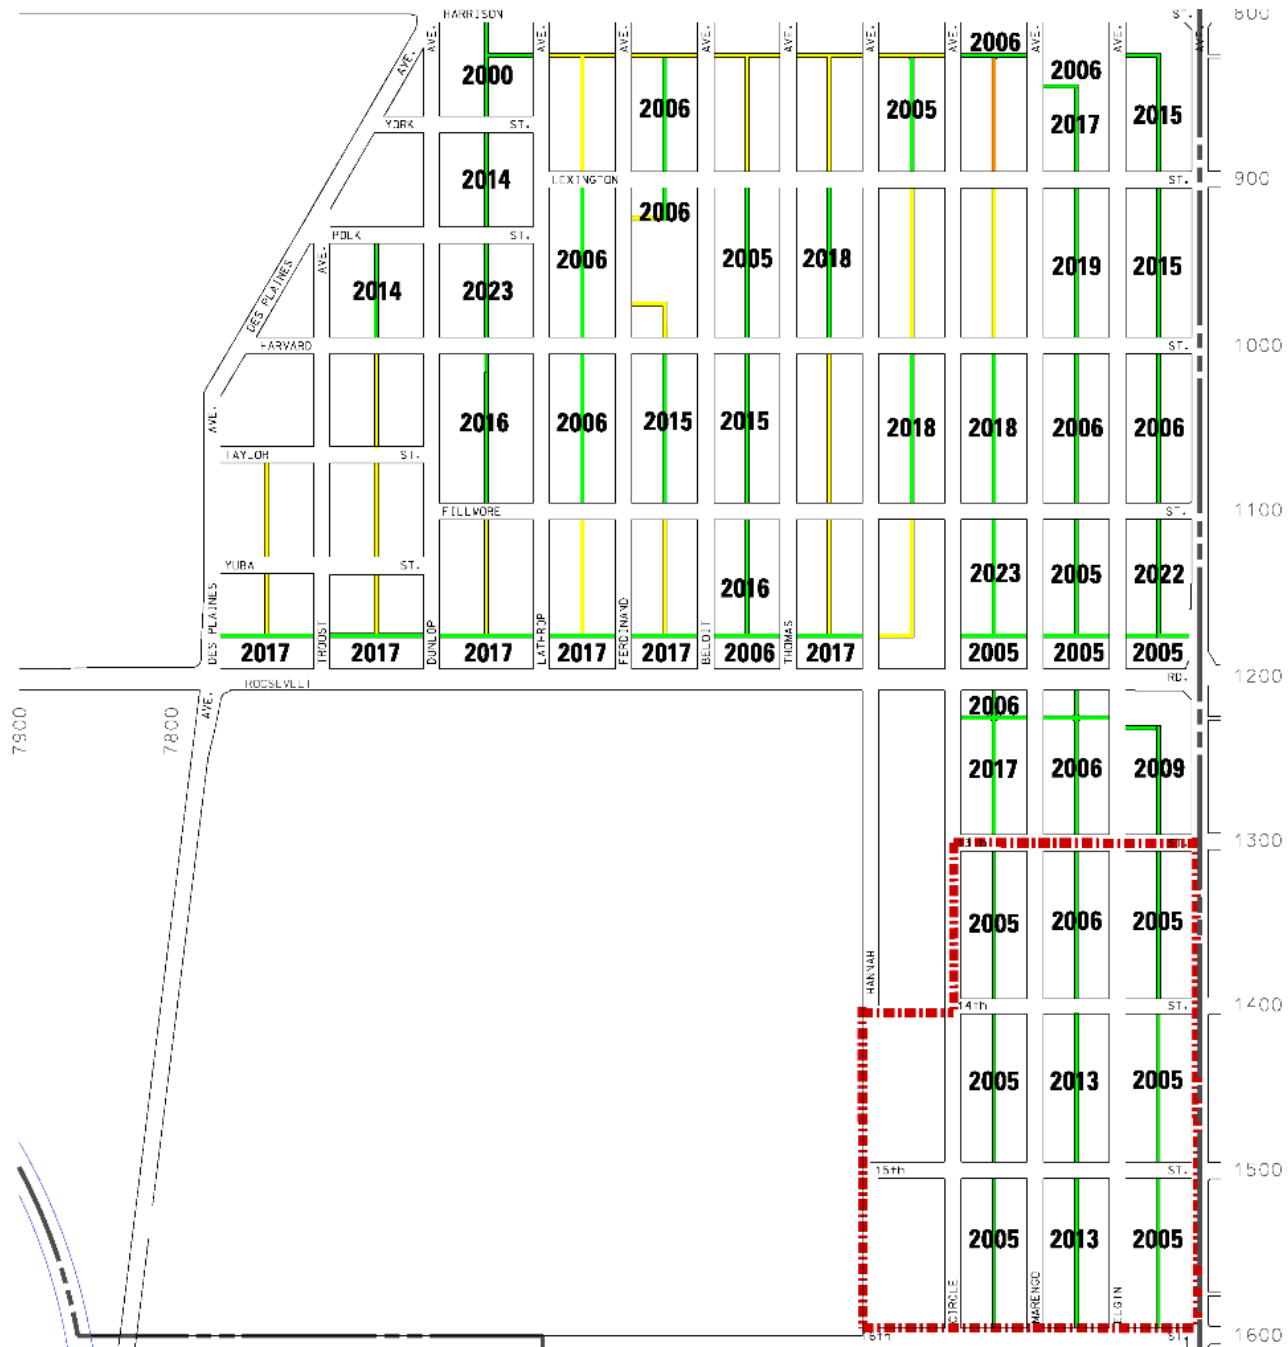 HARRISON ST. 800
AVE. AVE. AVE. AVE. AVE. AVE. AVE. AVE. AVE. AVE. AVE.
2006
2000 2006
2006 2005 2017 2015
YORK ST.
2014 LEXINGTON ST. 900
2006
POLK ST.
AVE. 2006 2005 2018 2019 2015
DES PLAINES 2014 2023
HARVARD ST. 1000
AVE. 2016 2006 2015 2015 2018 2018 2006 2006
TAYLOR ST.
FILLMORE ST. 1100
YUBA ST. 2016 2023 2005 2022
DES PLAINES DUNLOP LATHROP FERDINAND BELOIT THOMAS
2017 2017 2017 2017 2017 2006 2017 2005 2005 2005
ROOSEVELT RD. 1200
7900 7800 AVE. 2006
2017 2006 2009
13th ST. 1300
2005 2006 2005
HANNAH
14th ST. 1400
2005 2013 2005
15th ST. 1500
2005 2013 2005
CIRCLE MARENGO ELGIN
16th ST. 1600